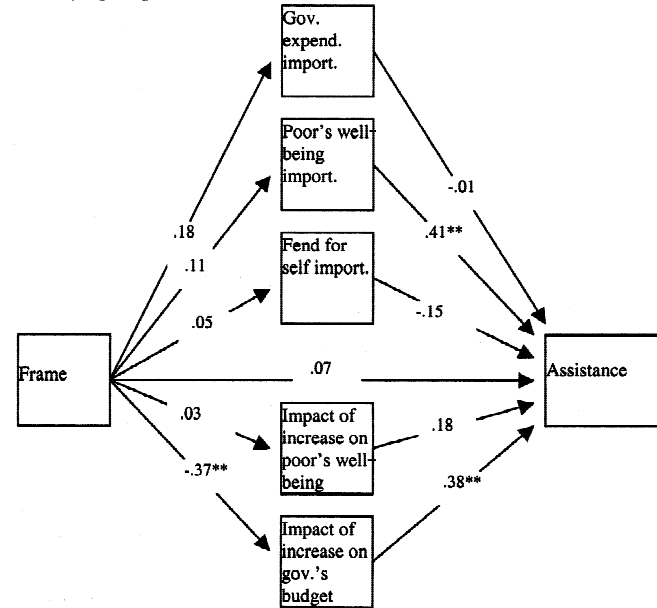 Gov.
expend.
import.
Poor's well-
being
import.
-.01
.18
.41**
.11
Fend for
self import.
.05
-.15
Frame
.07
Assistance
.03
Impact of
increase on
poor's well-
being
.18
-.37**
.38**
Impact of
increase on
gov.'s
budget